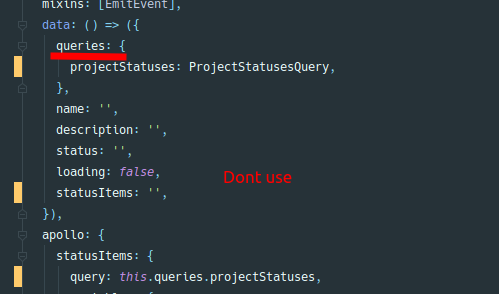 mixins: [EmitEvent],
data: () => ({
queries: {
projectStatuses: ProjectStatusesQuery,
},
name: '',
description: '',
status: '',
loading: false,
Dont use
statusItems: '',
}),
apollo: {
statusItems: {
query: this.queries.projectStatuses,